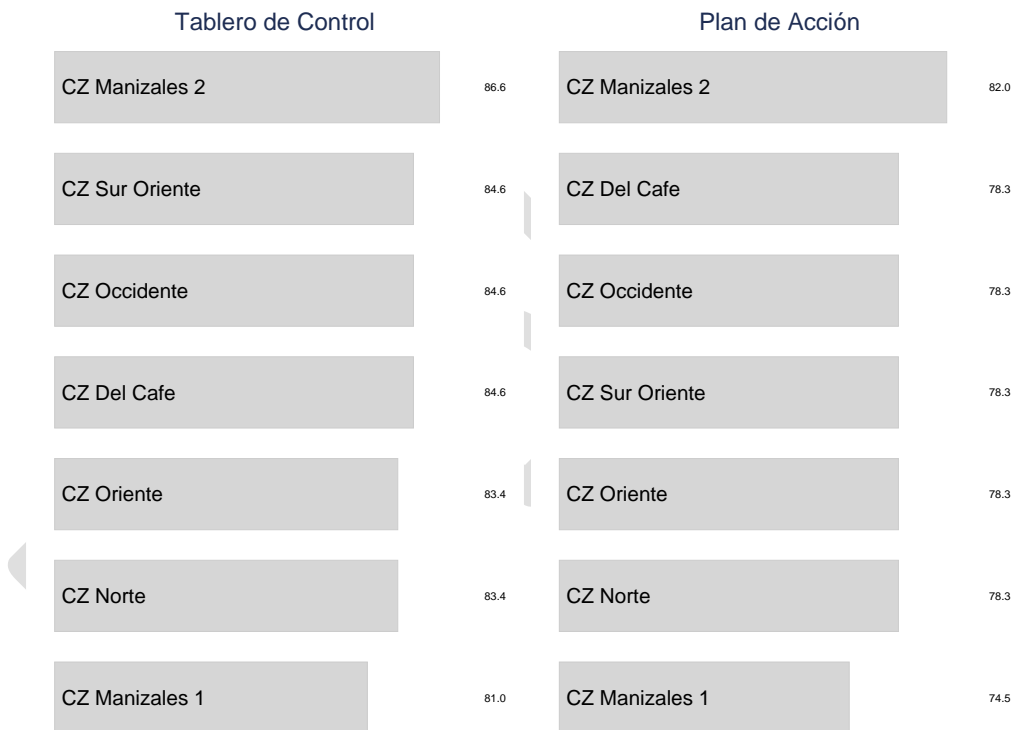 Tablero de Control
CZ Manizales 2 86.6
CZ Sur Oriente 84.6
CZ Occidente 84.6
CZ Del Cafe 84.6
CZ Oriente 83.4
CZ Norte 83.4
CZ Manizales 1 81.0
Plan de Acción
CZ Manizales 2 82.0
CZ Del Cafe 78.3
CZ Occidente 78.3
CZ Sur Oriente 78.3
CZ Oriente 78.3
CZ Norte 78.3
CZ Manizales 1 74.5